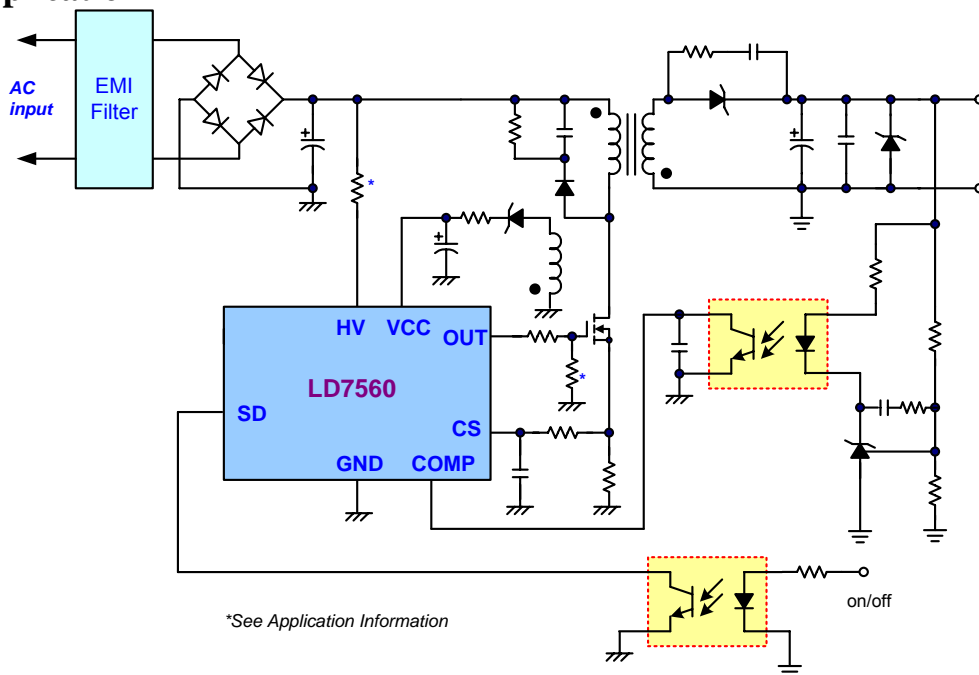 AC
input
EMI
Filter
+
+
+
*
HV
VCC
OUT
*
LD7560
SD
CS
GND
COMP
on/off
*See Application Information